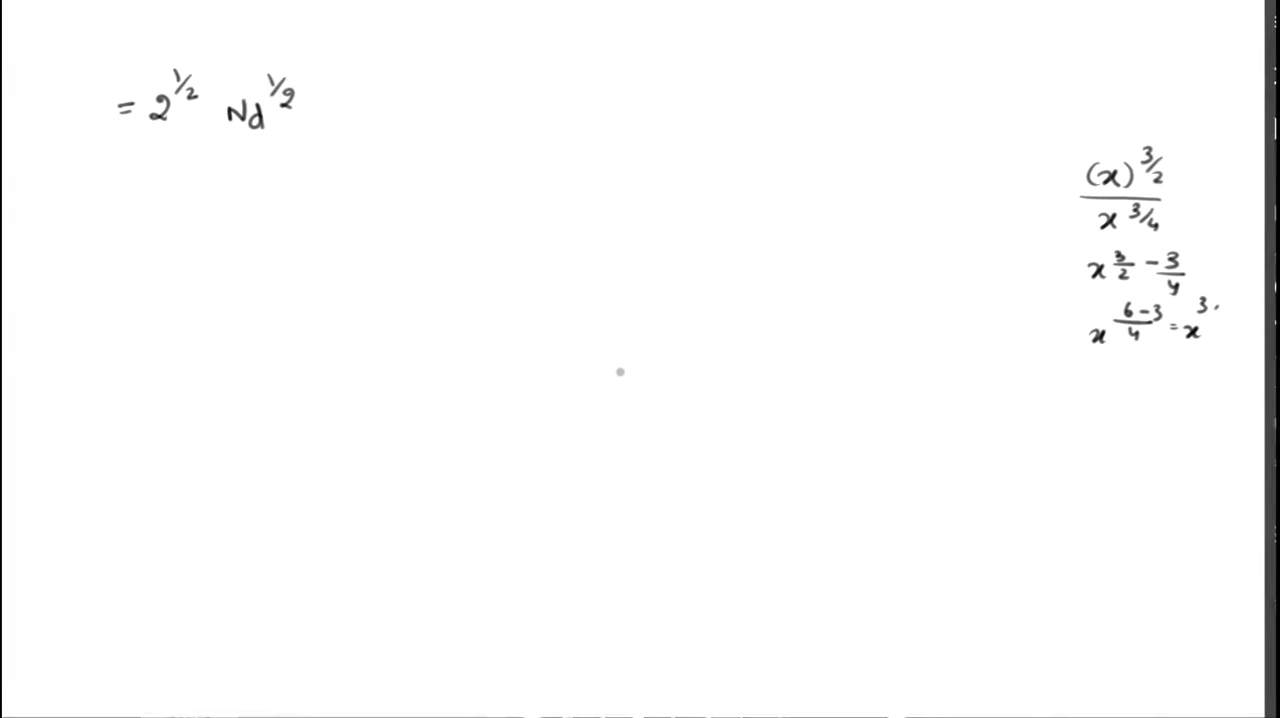 = 2^{1/2} Nd^{1/2}
(x)^{3/2}
x^{3/4}
x^{3/2 - 3/4}
x^{(6-3)/4} = x^{3.}